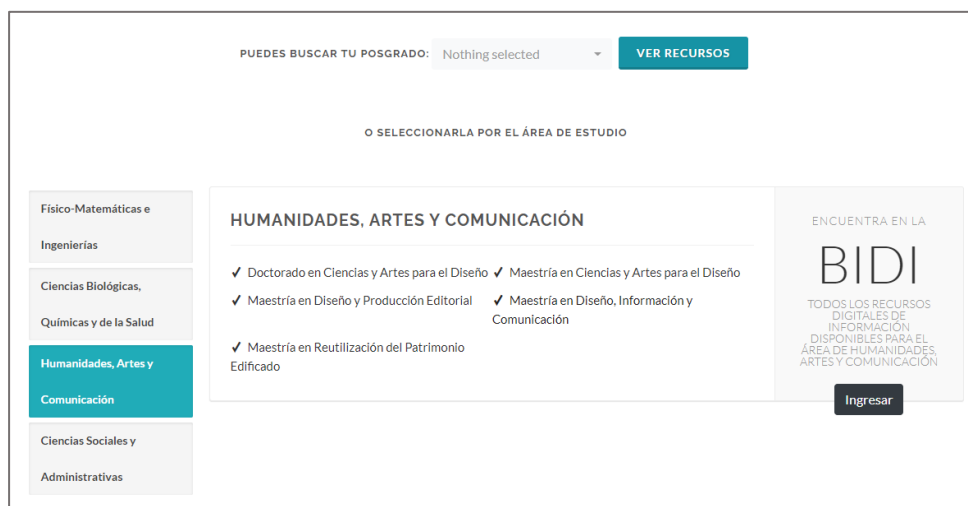 PUEDES BUSCAR TU POSGRADO: Nothing selected VER RECURSOS
O SELECCIONARLA POR EL ÁREA DE ESTUDIO
Físico-Matemáticas e
Ingenierías
Ciencias Biológicas,
Químicas y de la Salud
Humanidades, Artes y
Comunicación
Ciencias Sociales y
Administrativas
HUMANIDADES, ARTES Y COMUNICACIÓN
✓ Doctorado en Ciencias y Artes para el Diseño ✓ Maestría en Ciencias y Artes para el Diseño
✓ Maestría en Diseño y Producción Editorial
✓ Maestría en Diseño, Información y
Comunicación
✓ Maestría en Reutilización del Patrimonio
Edificado
ENCUENTRA EN LA
BIDI
TODOS LOS RECURSOS
DIGITALES DE
INFORMACIÓN
DISPONIBLES PARA EL
ÁREA DE HUMANIDADES,
ARTES Y COMUNICACIÓN
Ingresar